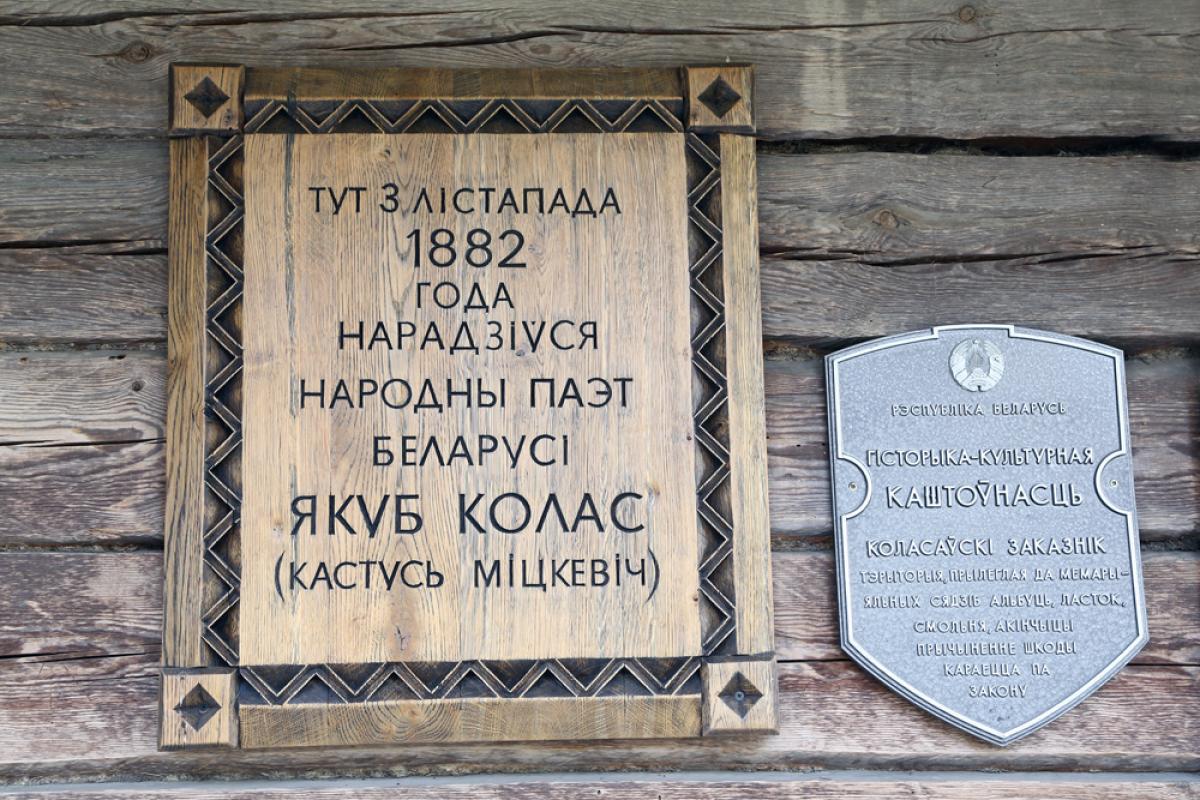 ТУТ 3 ЛІСТАПАДА
1882
ГОДА
НАРАДЗІЎСЯ
НАРОДНЫ ПАЭТ
БЕЛАРУСІ
ЯКУБ КОЛАС
(КАСТУСЬ МІЦКЕВІЧ)
РЭСПУБЛІКА БЕЛАРУСЬ
ГІСТОРЫКА-КУЛЬТУРНАЯ
КАШТОЎНАСЦЬ
КОЛАСАЎСКІ ЗАКАЗНІК
ТЭРЫТОРЫЯ, ПРЫЛЕГЛАЯ ДА МЕМАРЫ-
ЯЛЬНЫХ СЯДЗІБ АЛЬБУЦЬ, ЛАСТОК,
СМОЛЬНЯ, АКІНЧЫЦЫ
ПРЫЧЫНЕННЕ ШКОДЫ
КАРАЕЦЦА ПА
ЗАКОНУ